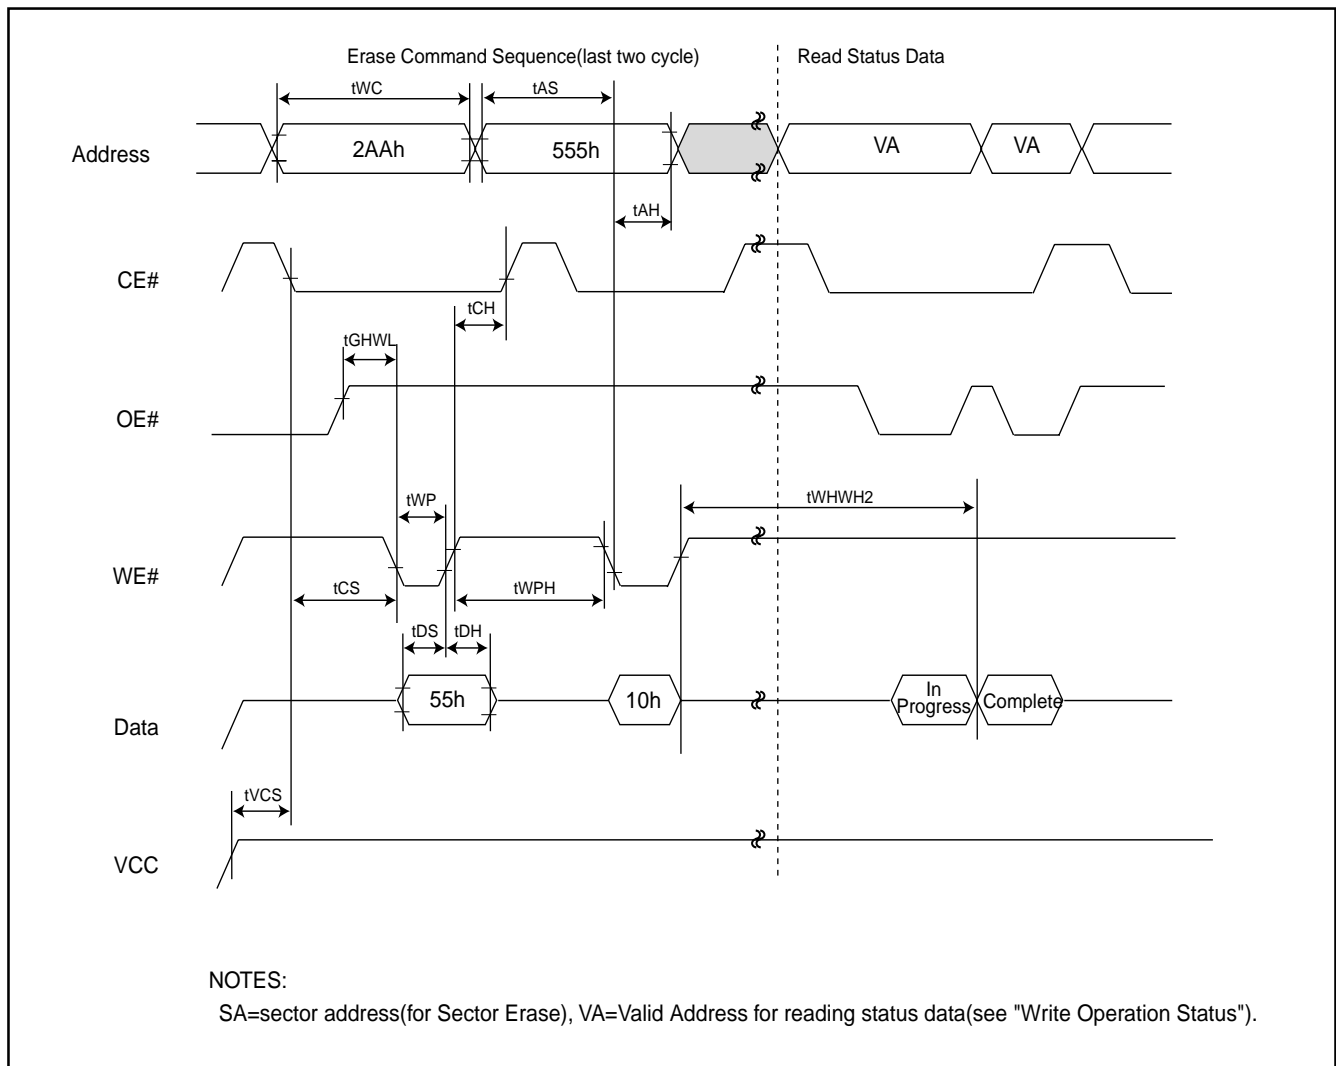 Erase Command Sequence(last two cycle)
Read Status Data
tWC
tAS
Address
2AAh
555h
VA
VA
tAH
CE#
tCH
tGHWL
OE#
tWP
tWHWH2
WE#
tCS
tWPH
tDS
tDH
Data
55h
10h
In
Progress
Complete
tVCS
VCC
NOTES:
SA=sector address(for Sector Erase), VA=Valid Address for reading status data(see "Write Operation Status").